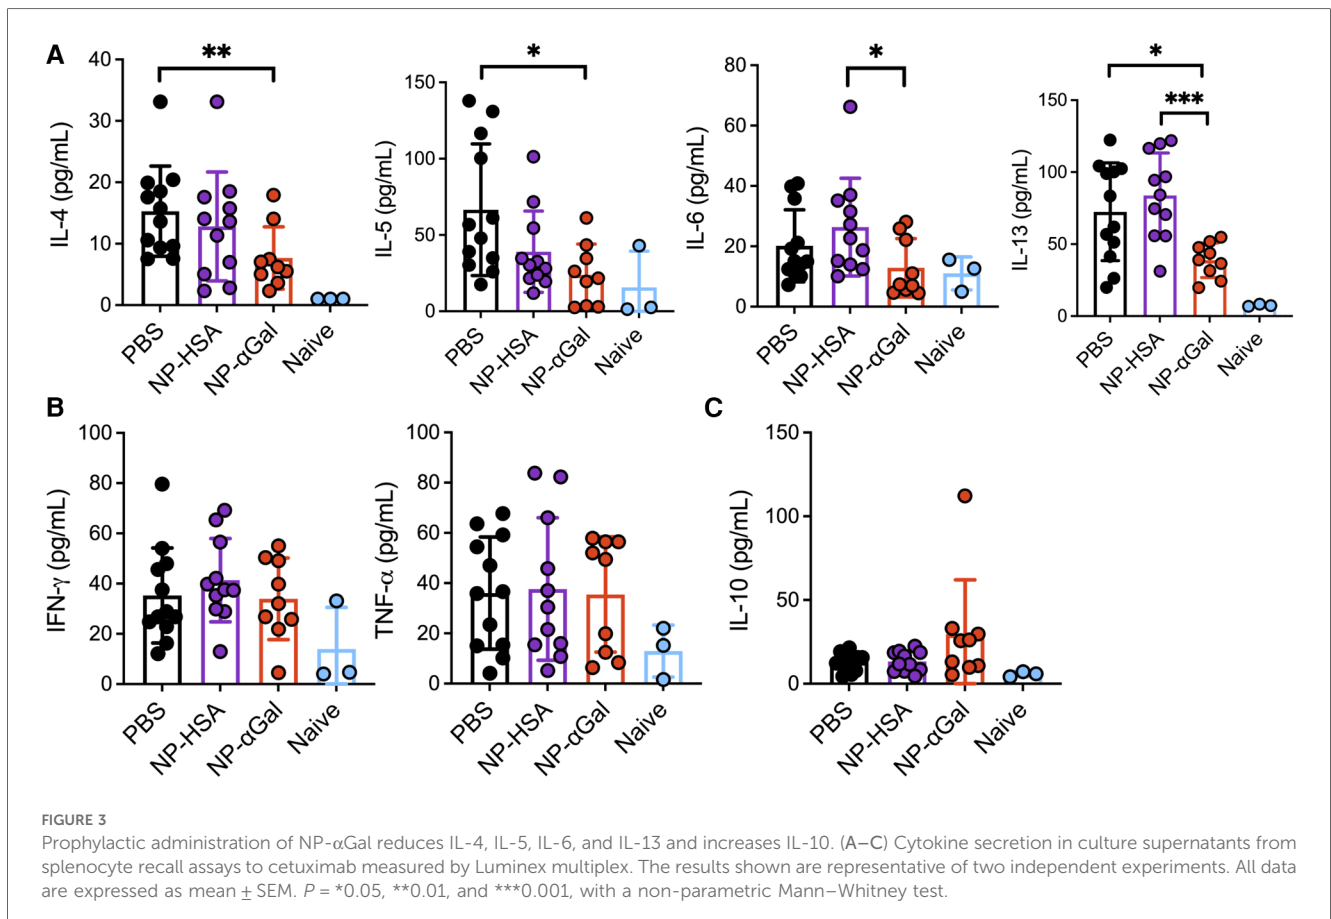 A
IL-4 (pg/mL)
40
30
20
10
0
**
PBS
NP-HSA
NP-αGal
Naive
IL-5 (pg/mL)
150
100
50
0
*
PBS
NP-HSA
NP-αGal
Naive
IL-6 (pg/mL)
80
60
40
20
0
*
PBS
NP-HSA
NP-αGal
Naive
IL-13 (pg/mL)
150
100
50
0
*
***
PBS
NP-HSA
NP-αGal
Naive
B
IFN-γ (pg/mL)
100
80
60
40
20
0
PBS
NP-HSA
NP-αGal
Naive
TNF-α (pg/mL)
100
80
60
40
20
0
PBS
NP-HSA
NP-αGal
Naive
C
IL-10 (pg/mL)
150
100
50
0
PBS
NP-HSA
NP-αGal
Naive
FIGURE 3
Prophylactic administration of NP-αGal reduces IL-4, IL-5, IL-6, and IL-13 and increases IL-10. (A–C) Cytokine secretion in culture supernatants from
splenocyte recall assays to cetuximab measured by Luminex multiplex. The results shown are representative of two independent experiments. All data
are expressed as mean ± SEM. P = *0.05, **0.01, and ***0.001, with a non-parametric Mann–Whitney test.